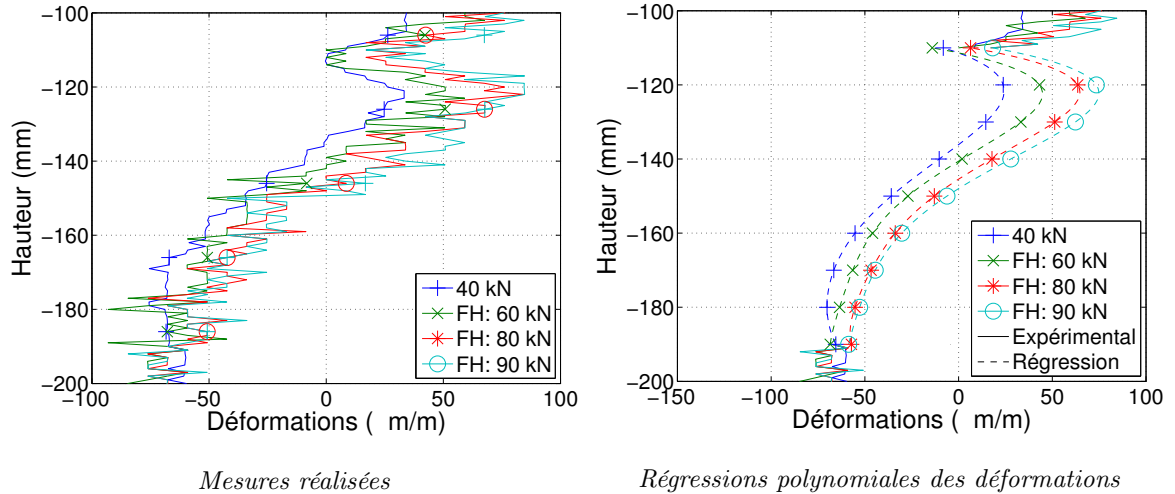 −100
−120
−140
−160
−180
−200
Hauteur (mm)
−100
−50
0
50
100
Déformations ( m/m)
40 kN
FH: 60 kN
FH: 80 kN
FH: 90 kN
Mesures réalisées
−100
−120
−140
−160
−180
−200
Hauteur (mm)
−150
−100
−50
0
50
100
Déformations ( m/m)
40 kN
FH: 60 kN
FH: 80 kN
FH: 90 kN
Expérimental
Régression
Régressions polynomiales des déformations